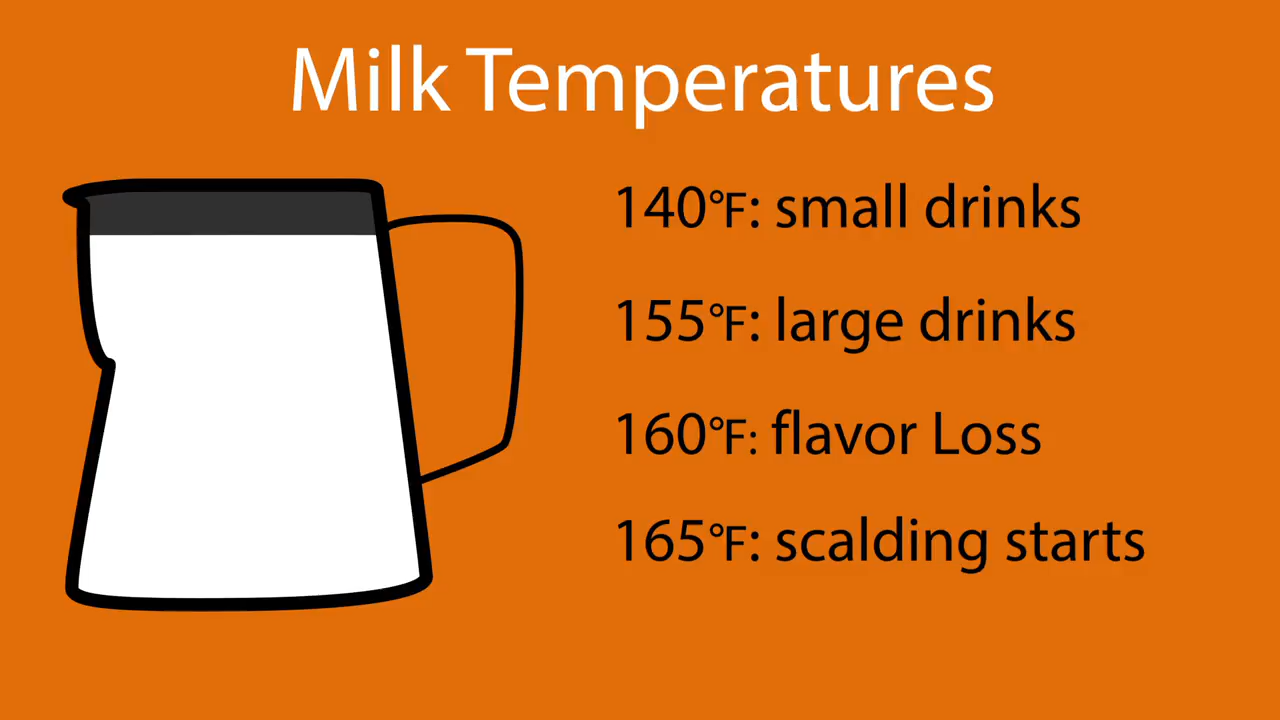 Milk Temperatures
140°F: small drinks
155°F: large drinks
160°F: flavor Loss
165°F: scalding starts